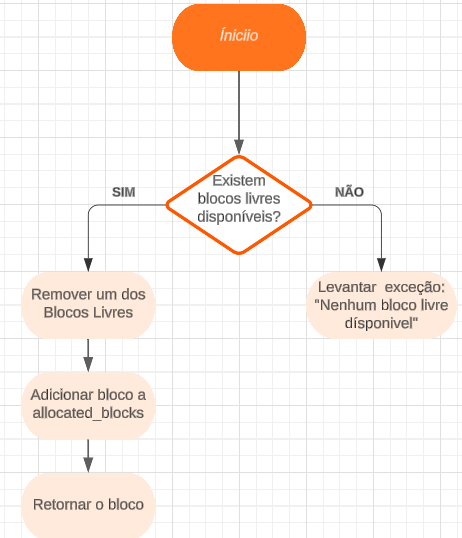 Íniciio
Existem
blocos livres
disponíveis?
SIM
NÃO
Remover um dos
Blocos Livres
Levantar exceção:
"Nenhum bloco livre
dísponivel"
Adicionar bloco a
allocated_blocks
Retornar o bloco